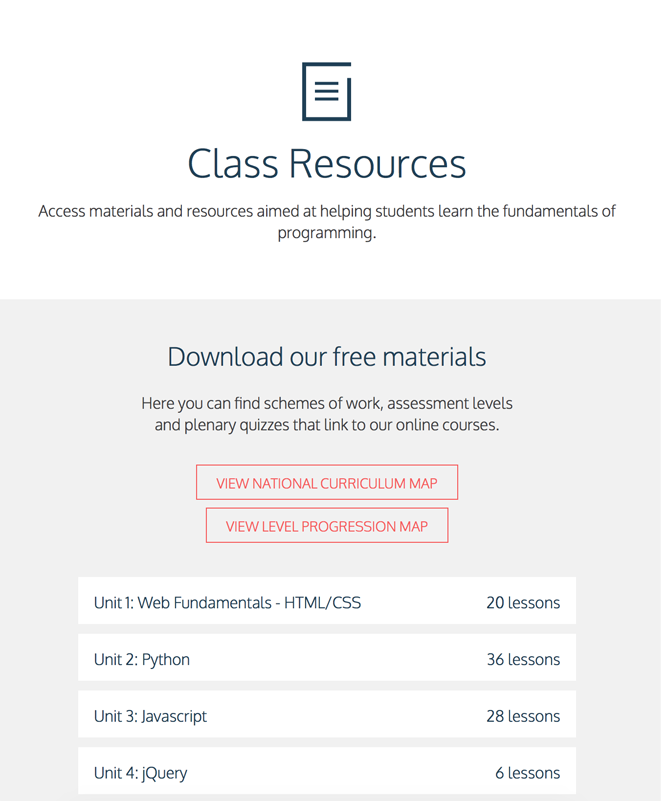 Class Resources
Access materials and resources aimed at helping students learn the fundamentals of
programming.
Download our free materials
Here you can find schemes of work, assessment levels
and plenary quizzes that link to our online courses.
VIEW NATIONAL CURRICULUM MAP
VIEW LEVEL PROGRESSION MAP
Unit 1: Web Fundamentals - HTML/CSS 20 lessons
Unit 2: Python 36 lessons
Unit 3: Javascript 28 lessons
Unit 4: jQuery 6 lessons